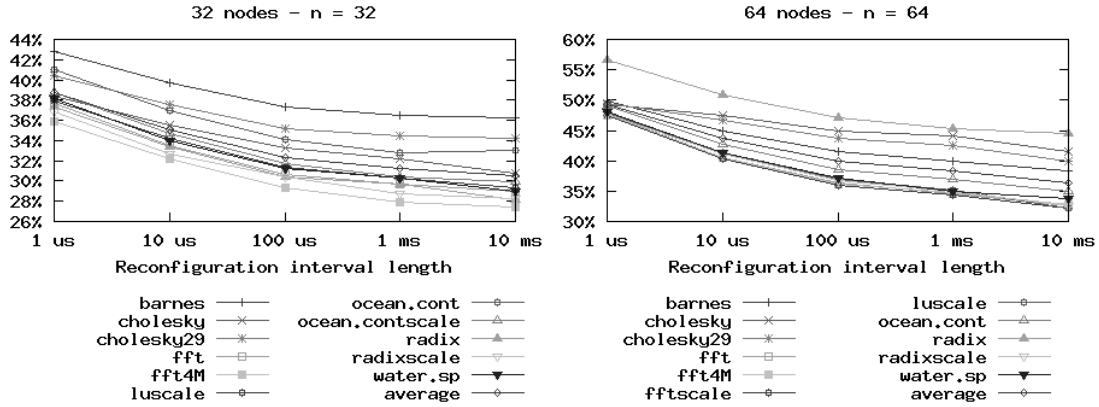 32 nodes - n = 32
44%
42%
40%
38%
36%
34%
32%
30%
28%
26%
1 us
10 us
100 us
1 ms
10 ms
Reconfiguration interval length
barnes
cholesky
cholesky29
fft
fft4M
luscale
ocean.cont
ocean.contscale
radix
radixscale
water.sp
average
64 nodes - n = 64
60%
55%
50%
45%
40%
35%
30%
1 us
10 us
100 us
1 ms
10 ms
Reconfiguration interval length
barnes
cholesky
cholesky29
fft
fft4M
fftscale
luscale
ocean.cont
radix
radixscale
water.sp
average